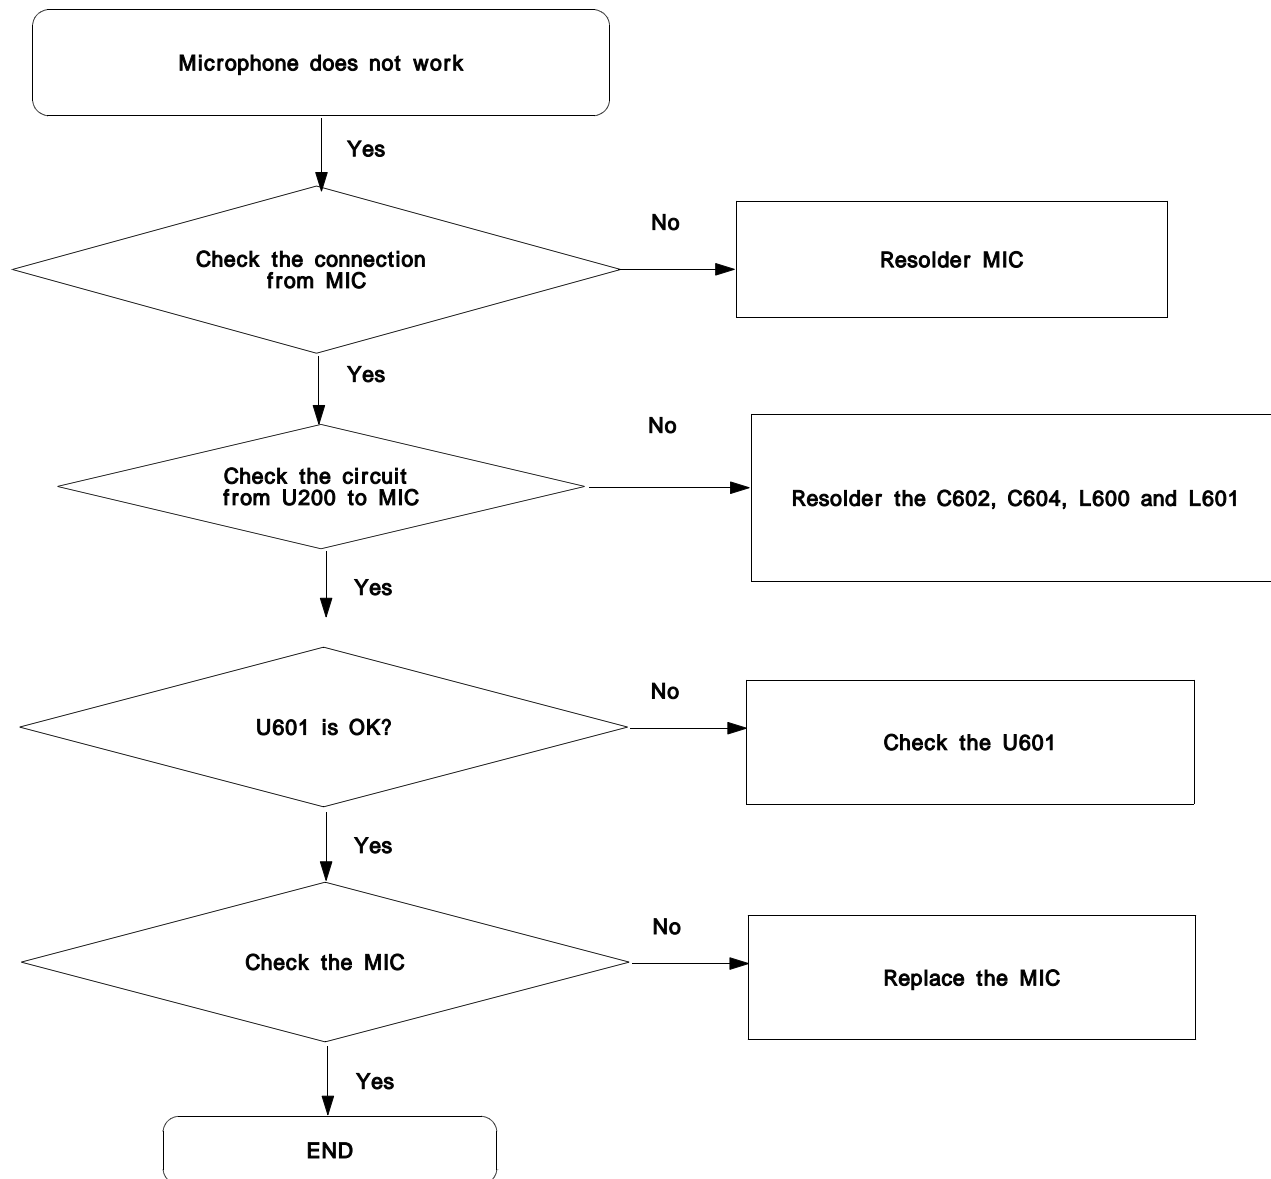 Microphone does not work
Yes
Check the connection
from MIC
No
Resolder MIC
Yes
Check the circuit
from U200 to MIC
No
Resolder the C602, C604, L600 and L601
Yes
U601 is OK?
No
Check the U601
Yes
Check the MIC
No
Replace the MIC
Yes
END